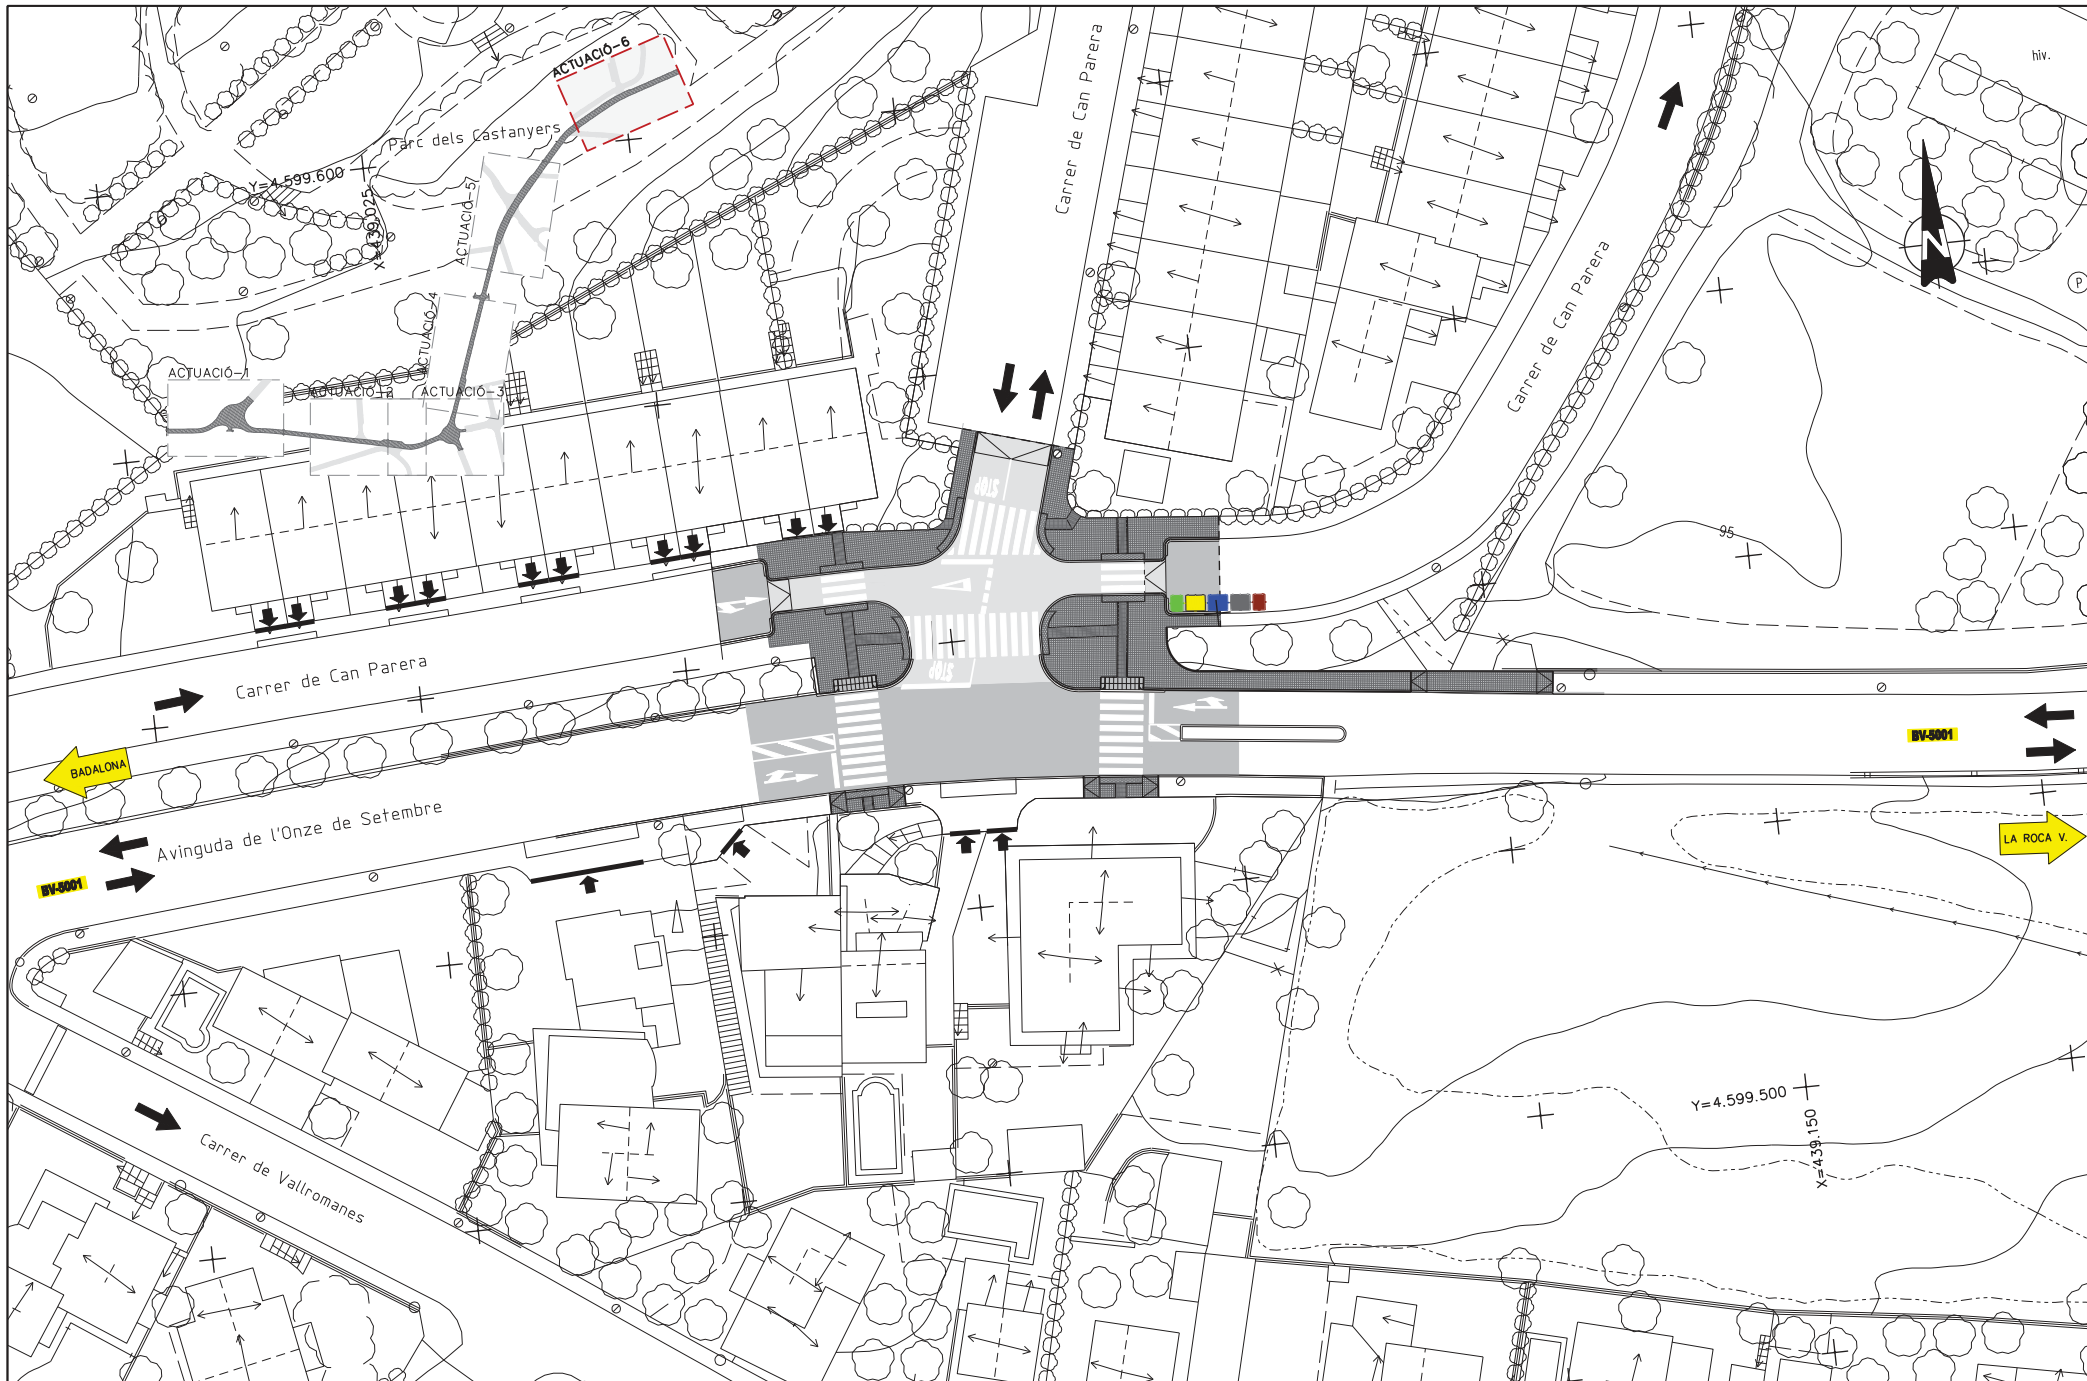 Carrer de Can Parera
hiv.
ACTUACIÓ-6
Parc dels Castanyers
Y=4.599.600
X=439.025
ACTUACIÓ-5
Carrer de Can Parera
N
P
ACTUACIÓ-4
ACTUACIÓ-1
ACTUACIÓ-2
ACTUACIÓ-3
STOP
95
Carrer de Can Parera
STOP
BV-5001
BADALONA
Avinguda de l'Onze de Setembre
LA ROCA V.
BV-5001
Y=4.599.500
X=439.150
Carrer de Vallromanes